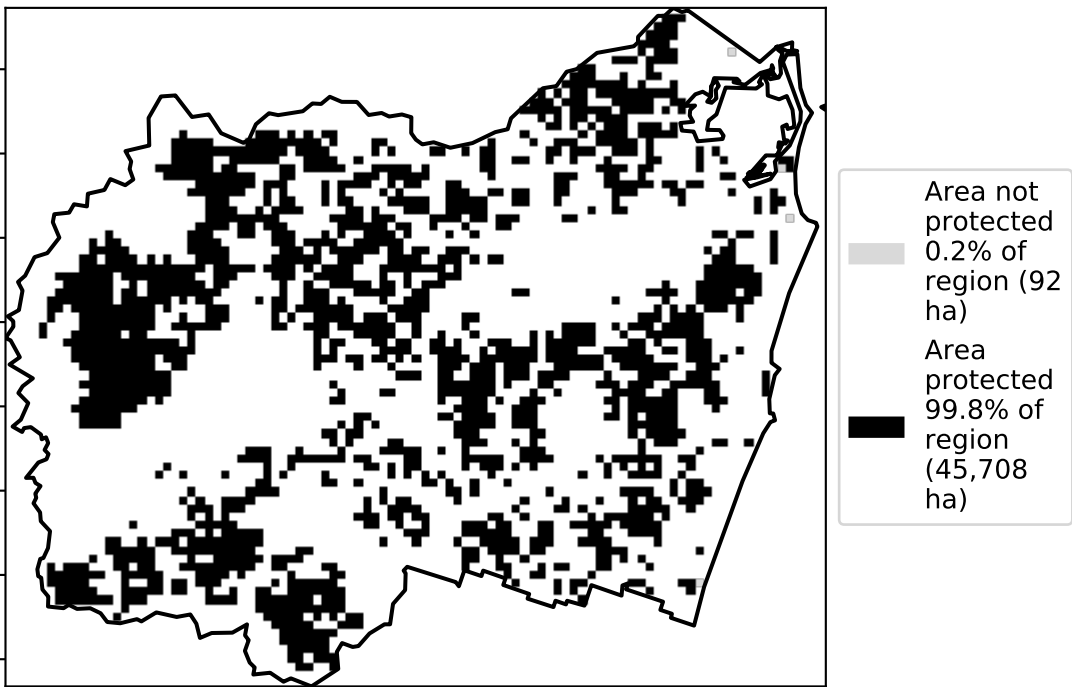 Area not
protected
0.2% of
region (92
ha)
Area
protected
99.8% of
region
(45,708
ha)